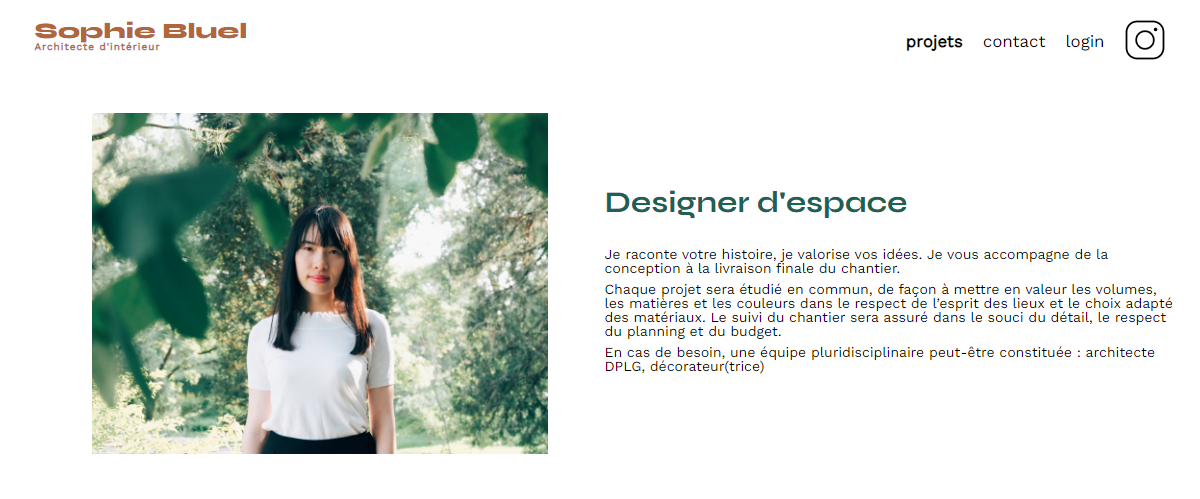 Sophie Bluel
Architecte d'intérieur
projets
contact
login
Designer d'espace
Je raconte votre histoire, je valorise vos idées. Je vous accompagne de la
conception à la livraison finale du chantier.
Chaque projet sera étudié en commun, de façon à mettre en valeur les volumes,
les matières et les couleurs dans le respect de l’esprit des lieux et le choix adapté
des matériaux. Le suivi du chantier sera assuré dans le souci du détail, le respect
du planning et du budget.
En cas de besoin, une équipe pluridisciplinaire peut-être constituée : architecte
DPLG, décorateur(trice)